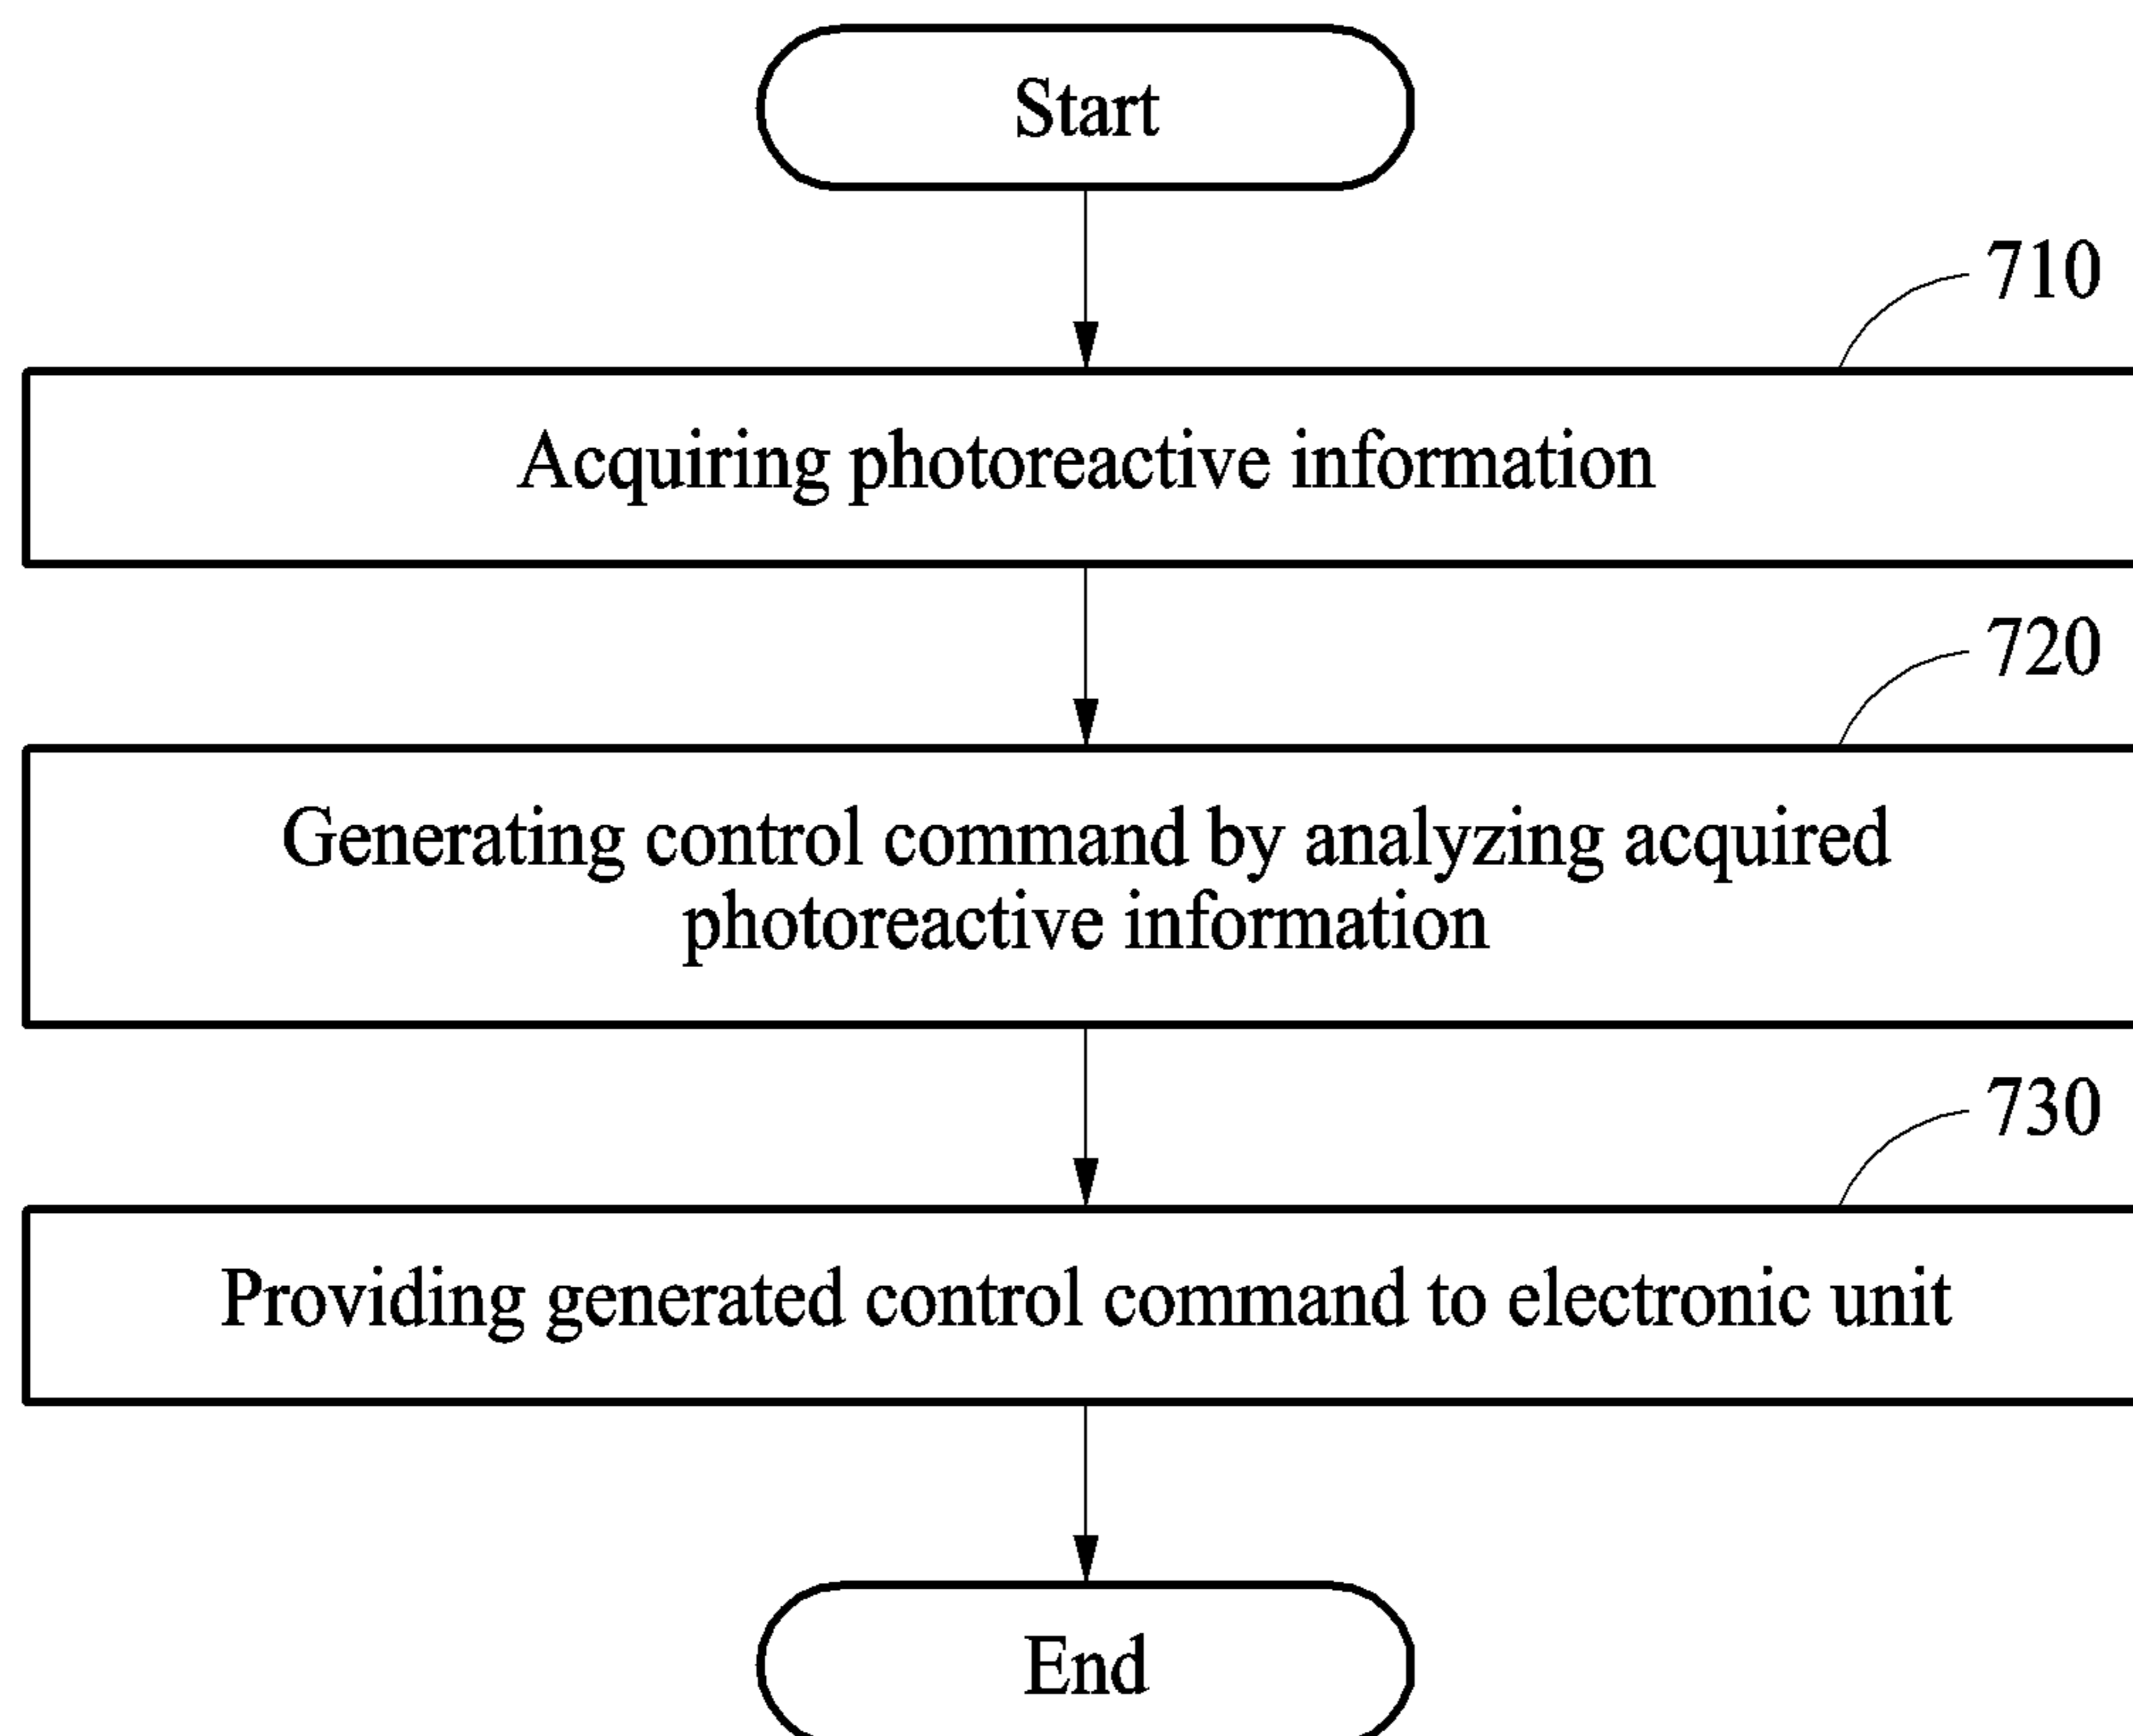 Start
710
Acquiring photoreactive information
720
Generating control command by analyzing acquired
photoreactive information
730
Providing generated control command to electronic unit
End